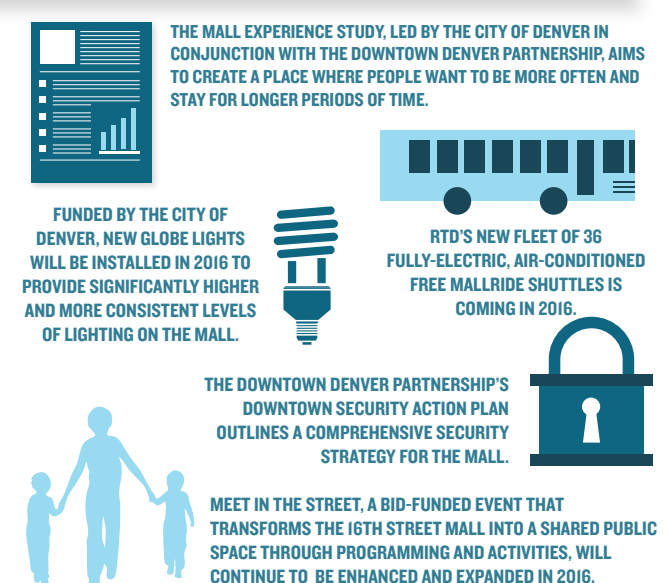 THE MALL EXPERIENCE STUDY, LED BY THE CITY OF DENVER IN
CONJUNCTION WITH THE DOWNTOWN DENVER PARTNERSHIP, AIMS
TO CREATE A PLACE WHERE PEOPLE WANT TO BE MORE OFTEN AND
STAY FOR LONGER PERIODS OF TIME.
FUNDED BY THE CITY OF
DENVER, NEW GLOBE LIGHTS
WILL BE INSTALLED IN 2016 TO
PROVIDE SIGNIFICANTLY HIGHER
AND MORE CONSISTENT LEVELS
OF LIGHTING ON THE MALL.
RTD'S NEW FLEET OF 36
FULLY-ELECTRIC, AIR-CONDITIONED
FREE MALLRIDE SHUTTLES IS
COMING IN 2016.
THE DOWNTOWN DENVER PARTNERSHIP'S
DOWNTOWN SECURITY ACTION PLAN
OUTLINES A COMPREHENSIVE SECURITY
STRATEGY FOR THE MALL.
MEET IN THE STREET, A BID-FUNDED EVENT THAT
TRANSFORMS THE 16TH STREET MALL INTO A SHARED PUBLIC
SPACE THROUGH PROGRAMMING AND ACTIVITIES, WILL
CONTINUE TO BE ENHANCED AND EXPANDED IN 2016.